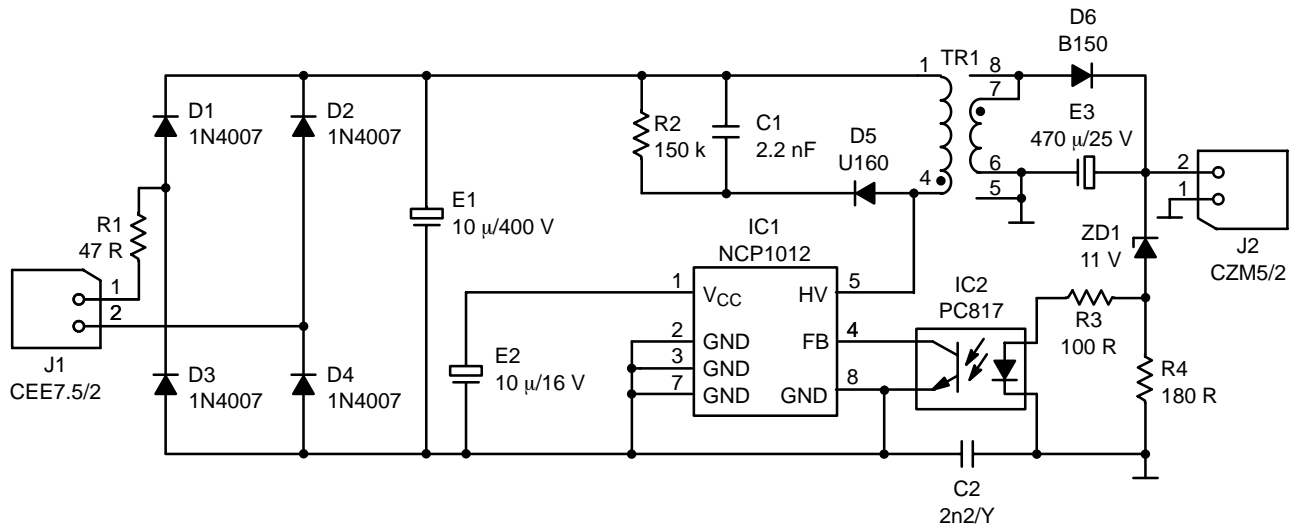 D6
B150
TR1
1
8
7
D1
1N4007
D2
1N4007
E3
470 μ/25 V
R2
150 k
C1
2.2 nF
D5
U160
4
6
5
2
1
R1
47 R
E1
10 μ/400 V
IC1
NCP1012
ZD1
11 V
J2
CZM5/2
1
2
1
VCC
HV
5
IC2
PC817
R3
100 R
J1
CEE7.5/2
2
GND
FB
4
3
GND
7
GND
GND
8
E2
10 μ/16 V
D3
1N4007
D4
1N4007
R4
180 R
C2
2n2/Y